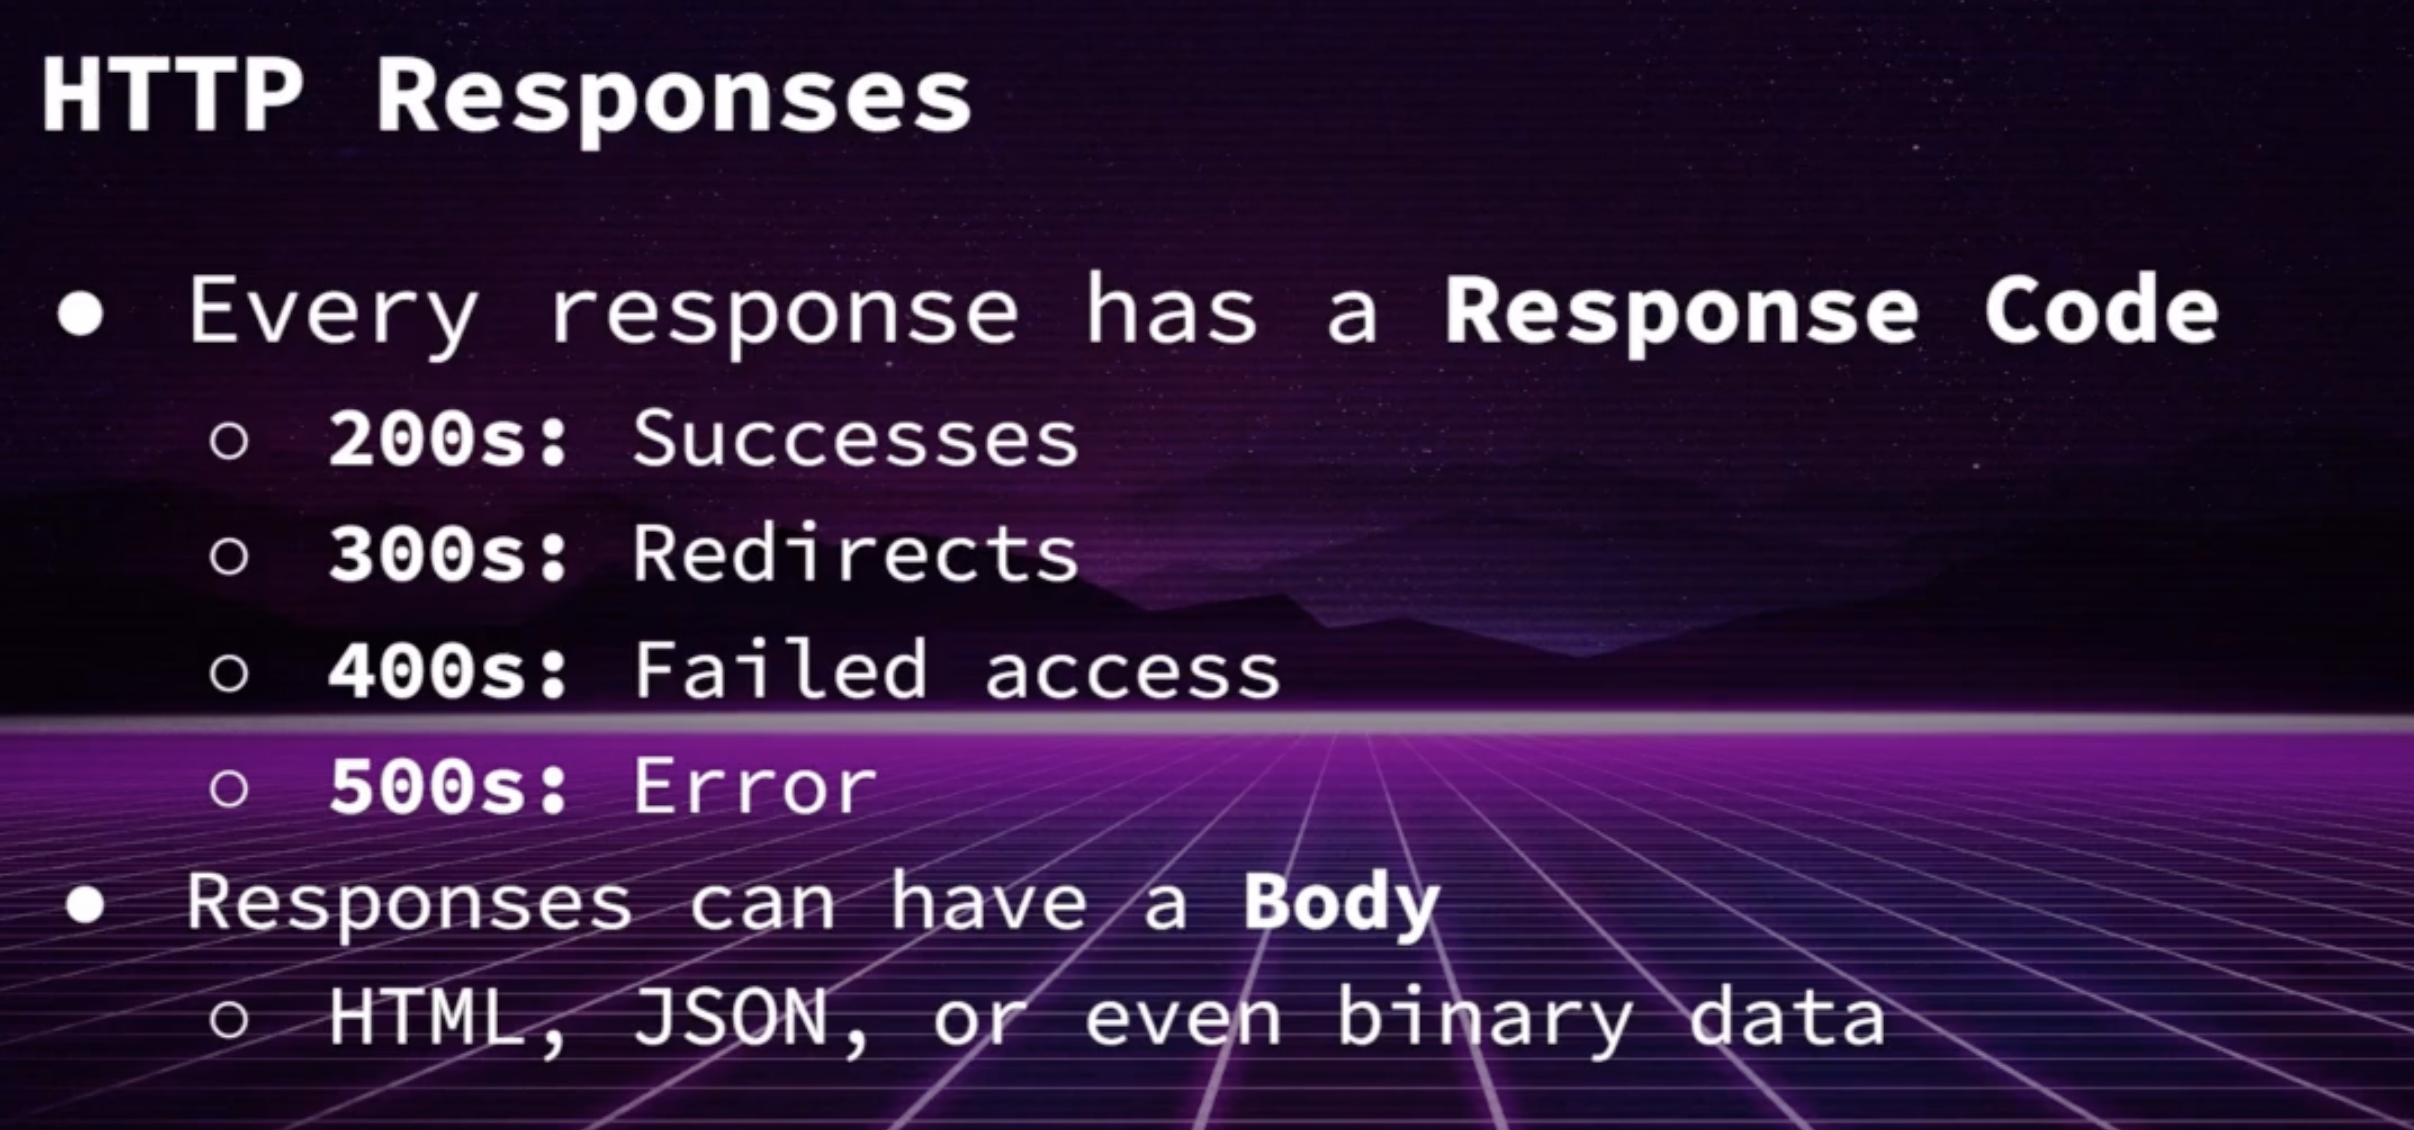 HTTP Responses
● Every response has a Response Code
○ 200s: Successes
○ 300s: Redirects
○ 400s: Failed access
○ 500s: Error
● Responses can have a Body
○ HTML, JSON, or even binary data